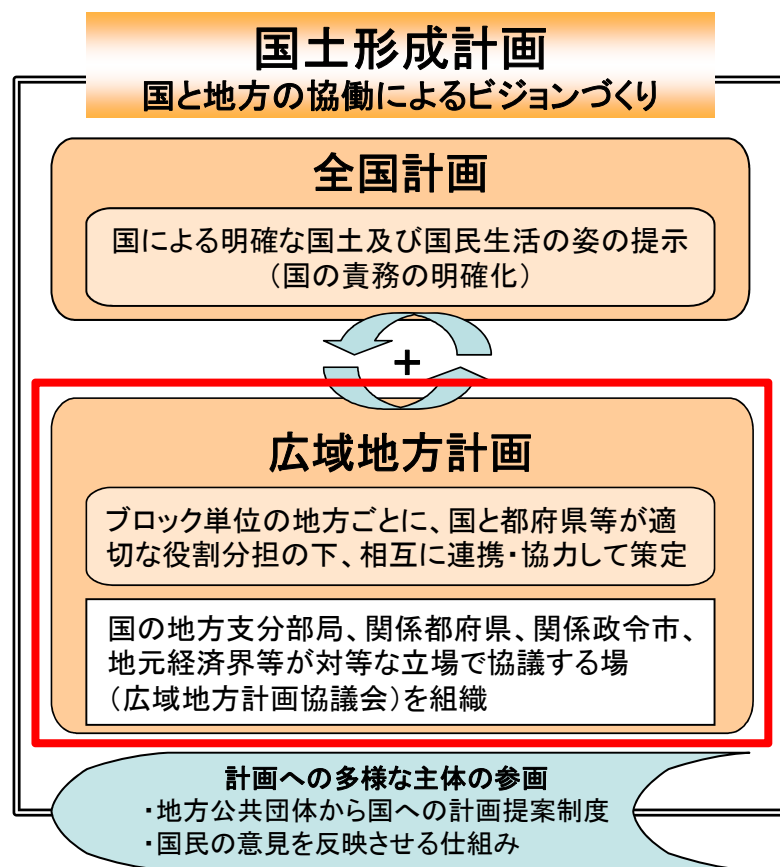 国土形成計画
国と地方の協働によるビジョンづくり
全国計画
国による明確な国土及び国民生活の姿の提示
（国の責務の明確化）
+
広域地方計画
ブロック単位の地方ごとに、国と都府県等が適
切な役割分担の下、相互に連携・協力して策定
国の地方支分部局、関係都府県、関係政令市、
地元経済界等が対等な立場で協議する場
（広域地方計画協議会）を組織
計画への多様な主体の参画
・地方公共団体から国への計画提案制度
・国民の意見を反映させる仕組み